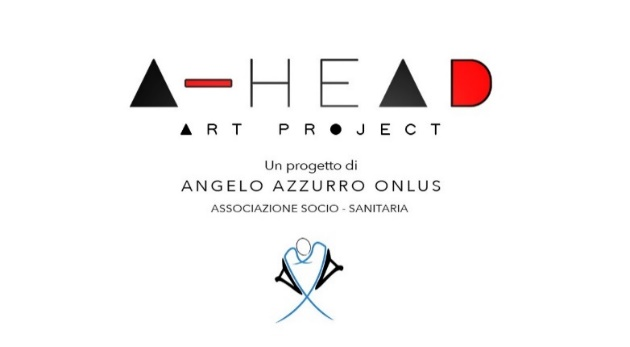 A-HEAD
ART PROJECT
Un progetto di
ANGELO AZZURRO ONLUS
ASSOCIAZIONE SOCIO - SANITARIA